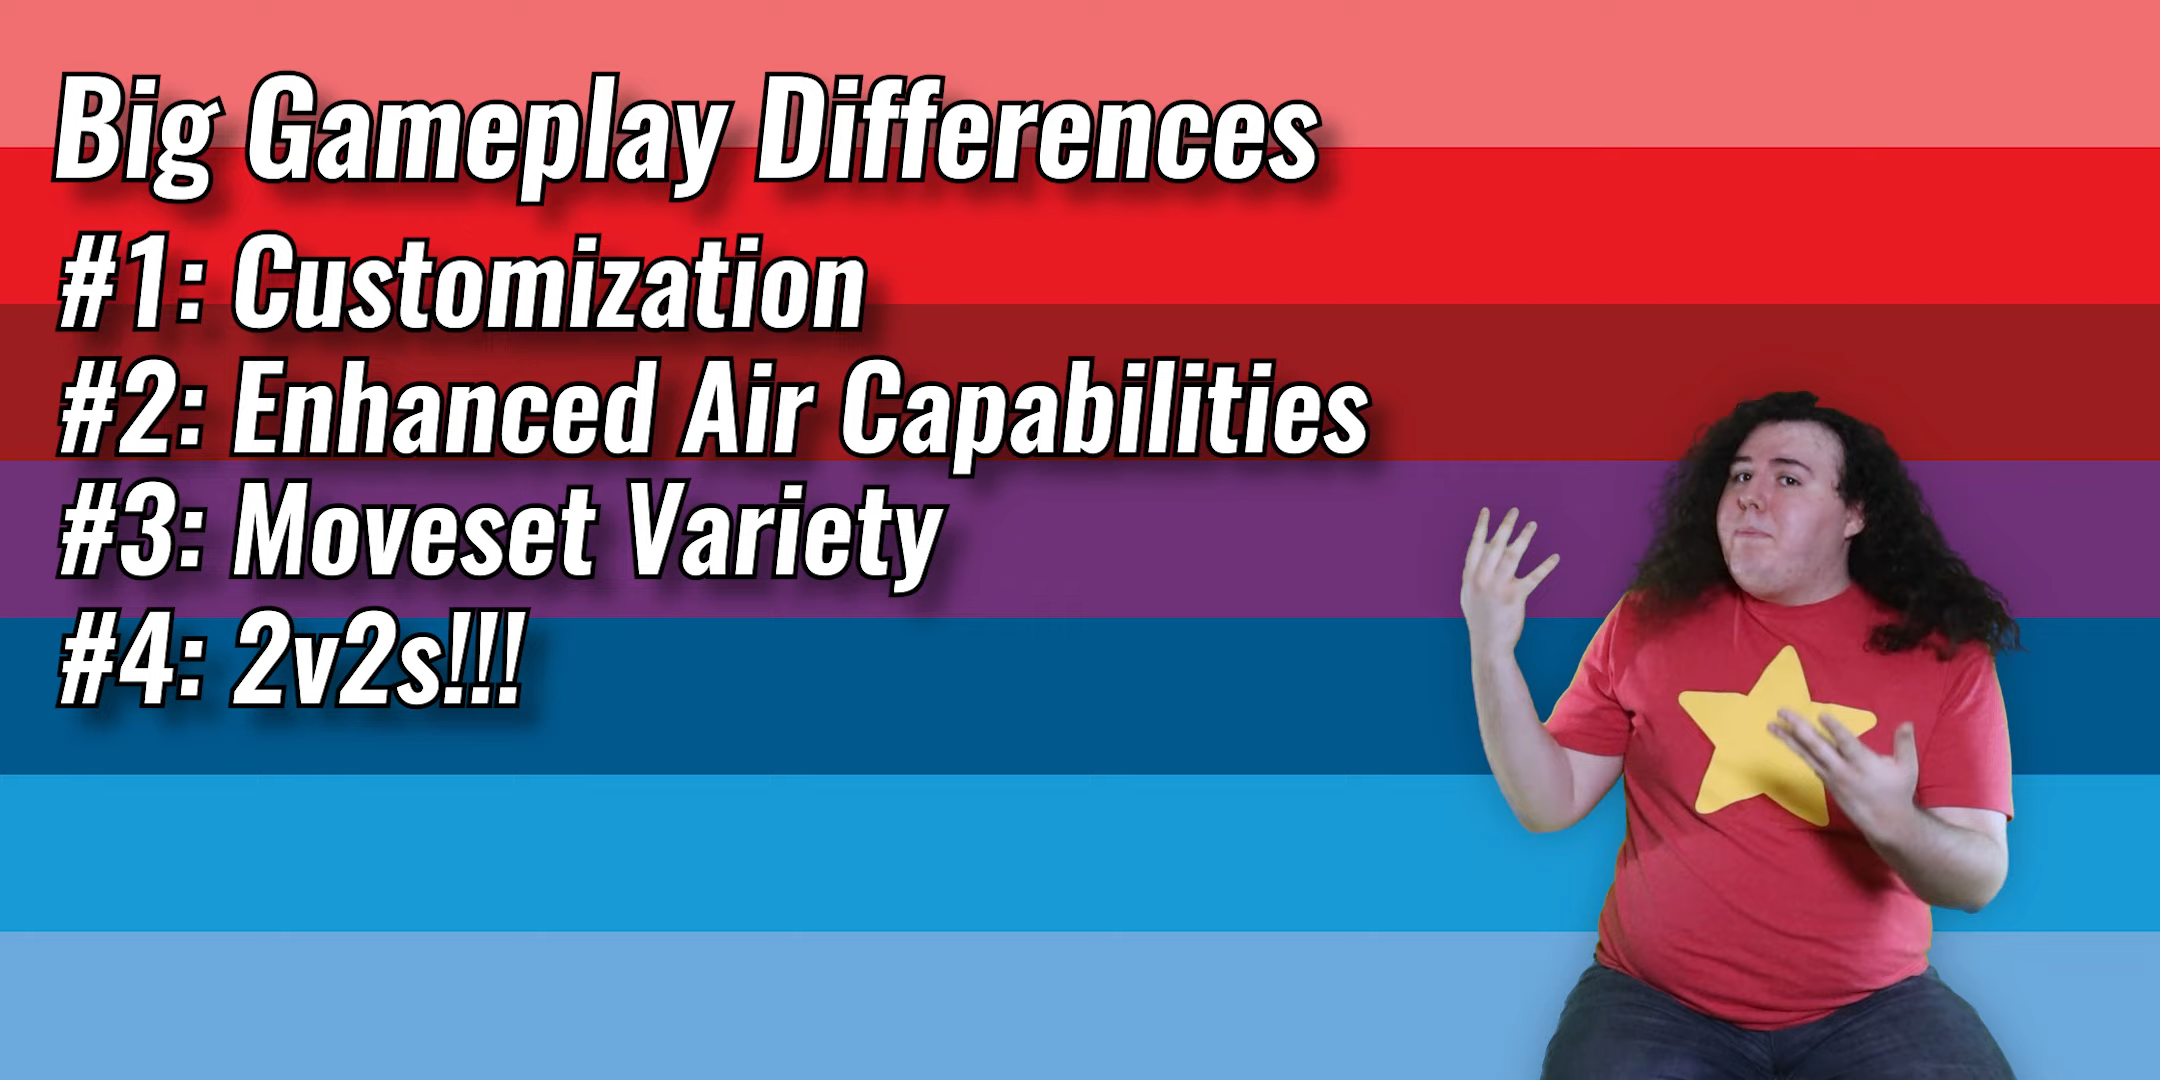 Big Gameplay Differences
#1: Customization
#2: Enhanced Air Capabilities
#3: Moveset Variety
#4: 2v2s!!!